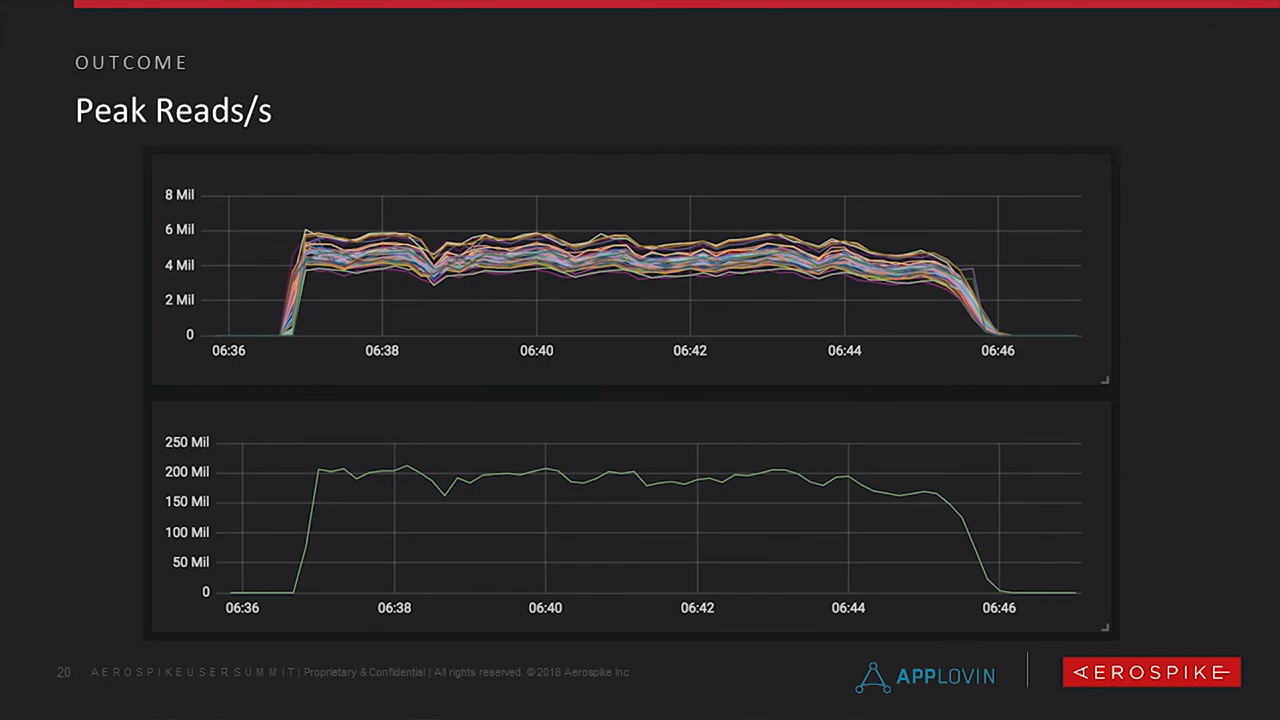 OUTCOME
Peak Reads/s
8 Mil
6 Mil
4 Mil
2 Mil
0
06:36 06:38 06:40 06:42 06:44 06:46
250 Mil
200 Mil
150 Mil
100 Mil
50 Mil
0
06:36 06:38 06:40 06:42 06:44 06:46
20 AEROSPIKEUSERSUMMIT| Proprietary & Confidential | All rights reserved. © 2018 Aerospike Inc
APPLOVIN
AEROSPIKE